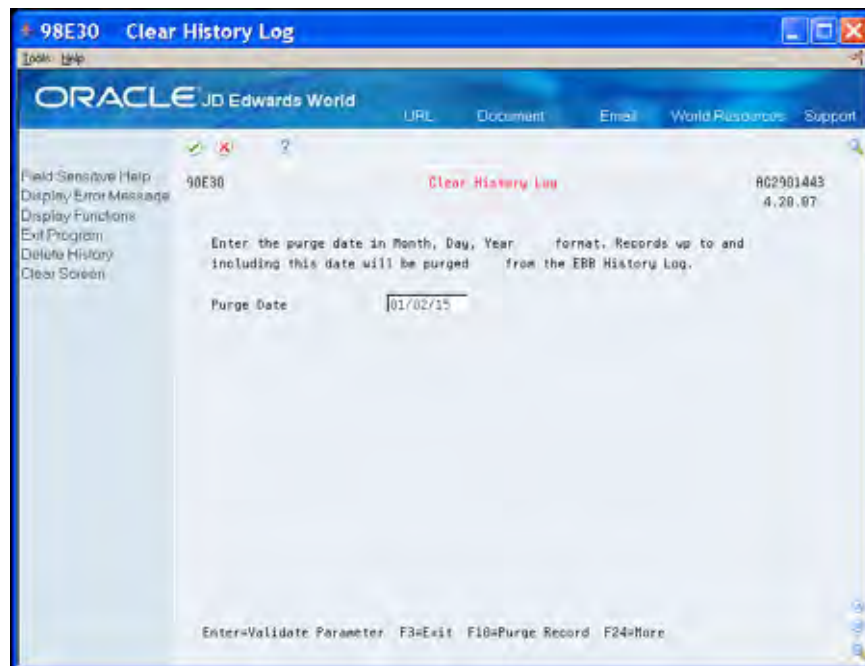 98E30 Clear History Log
Tools Help
ORACLE JD Edwards World
URL Document Email World Resources Support
?
Field Sensitive Help
Display Error Message
Display Functions
Exit Program
Delete History
Clear Screen
98E30 Clear History Log
4.20.07
Enter the purge date in Month, Day, Year format. Records up to and
including this date will be purged from the EBB History Log.
Purge Date 01/02/15
Enter=Validate Parameter F3=Exit F10=Purge Record F24=More